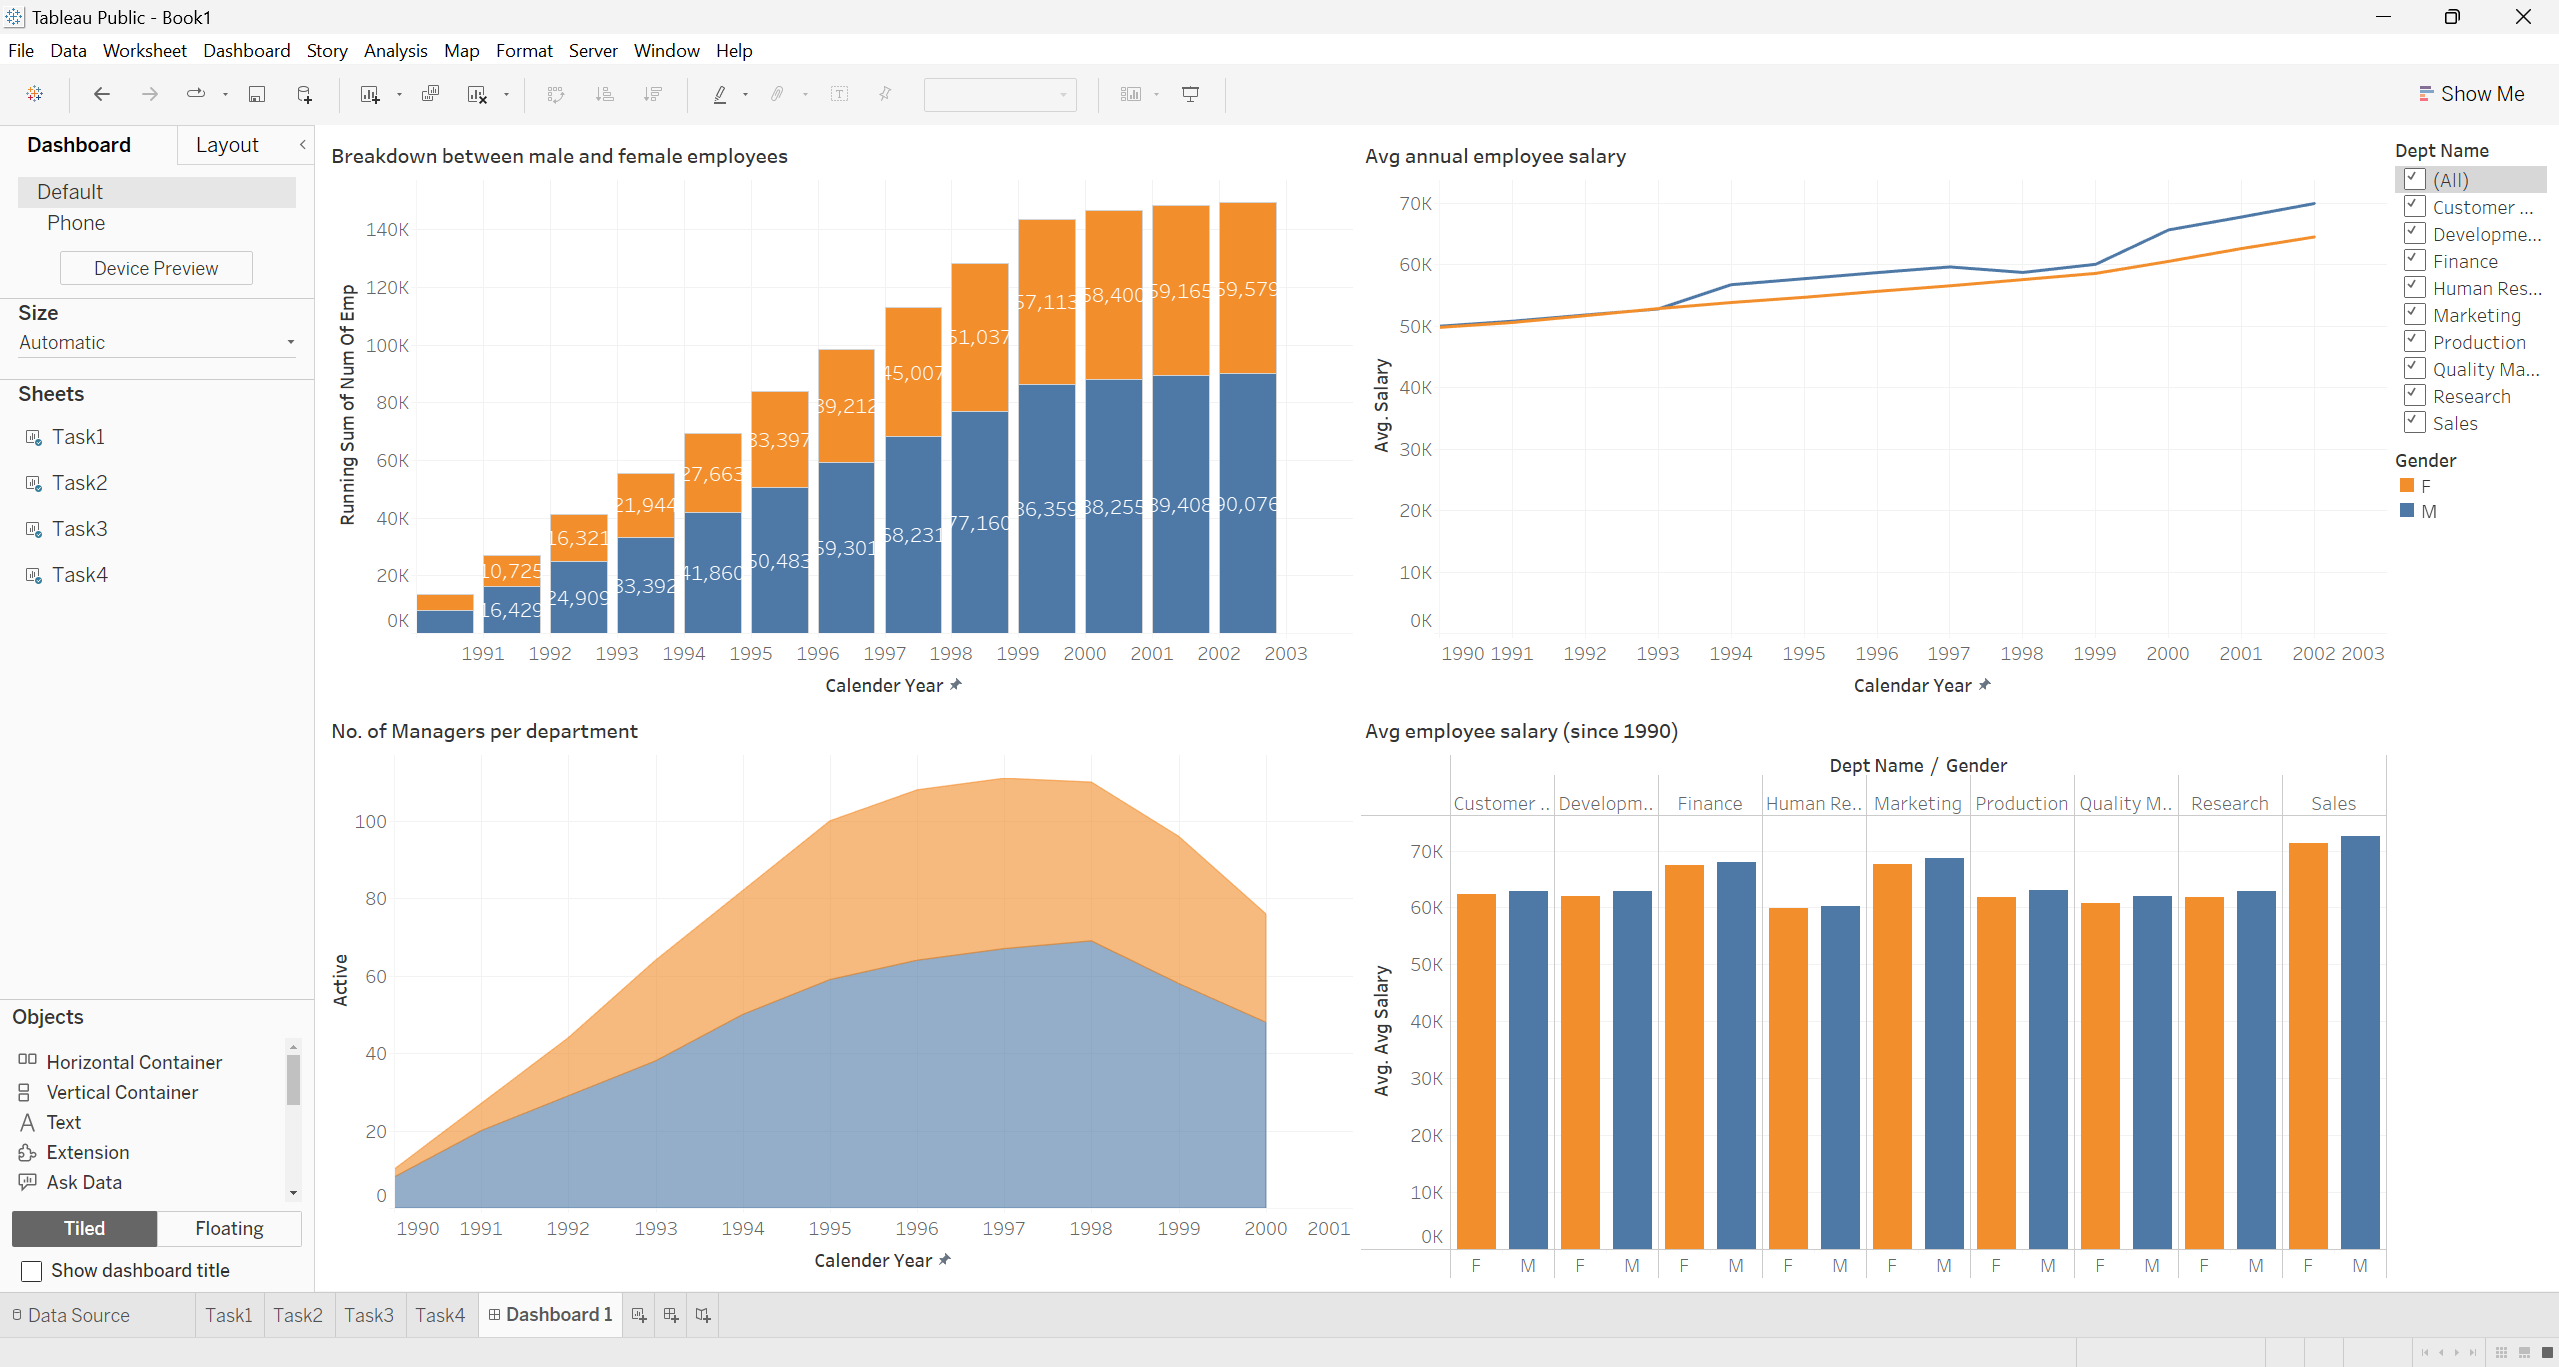 Tableau Public - Book1
File Data Worksheet Dashboard Story Analysis Map Format Server Window Help
Show Me
Dashboard
Layout
Default
Phone
Device Preview
Size
Automatic
Sheets
Task1
Task2
Task3
Task4
Objects
Horizontal Container
Vertical Container
Text
Extension
Ask Data
Tiled Floating
Show dashboard title
Breakdown between male and female employees
Running Sum of Num Of Emp
140K
120K
100K
80K
60K
40K
20K
0K
10,725 16,321 21,944 27,663 33,397 39,212 45,007 51,037 57,113 58,400 59,165 59,579
16,429 24,909 33,392 41,860 50,483 59,301 68,231 77,160 86,359 88,255 89,408 90,076
1991 1992 1993 1994 1995 1996 1997 1998 1999 2000 2001 2002 2003
Calender Year
Avg annual employee salary
Avg. Salary
70K
60K
50K
40K
30K
20K
10K
0K
1990 1991 1992 1993 1994 1995 1996 1997 1998 1999 2000 2001 2002 2003
Calendar Year
Dept Name
(All)
Customer ...
Developme...
Finance
Human Res...
Marketing
Production
Quality Ma...
Research
Sales
Gender
F
M
No. of Managers per department
Active
100
80
60
40
20
0
1990 1991 1992 1993 1994 1995 1996 1997 1998 1999 2000 2001
Calender Year
Avg employee salary (since 1990)
Dept Name / Gender
Customer .. Developm.. Finance Human Re.. Marketing Production Quality M.. Research Sales
Avg. Avg Salary
70K
60K
50K
40K
30K
20K
10K
0K
F M F M F M F M F M F M F M F M F M
Data Source Task1 Task2 Task3 Task4 Dashboard 1